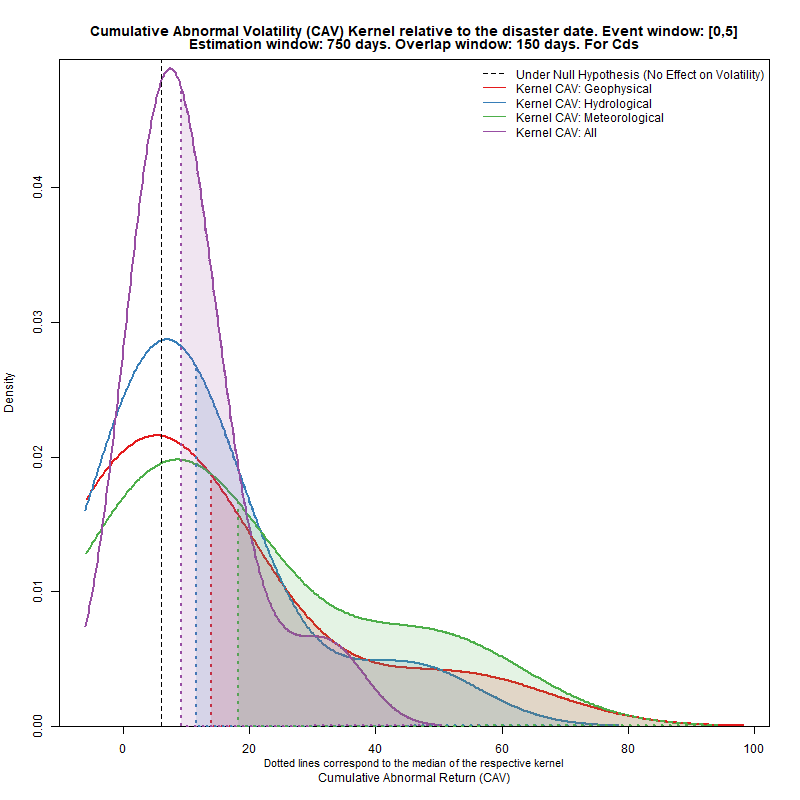 Cumulative Abnormal Volatility (CAV) Kernel relative to the disaster date. Event window: [0,5]
Estimation window: 750 days. Overlap window: 150 days. For Cds
Under Null Hypothesis (No Effect on Volatility)
Kernel CAV: Geophysical
Kernel CAV: Hydrological
Kernel CAV: Meteorological
Kernel CAV: All
0.04
0.03
0.02
0.01
0.00
Density
0 20 40 60 80 100
Dotted lines correspond to the median of the respective kernel
Cumulative Abnormal Return (CAV)